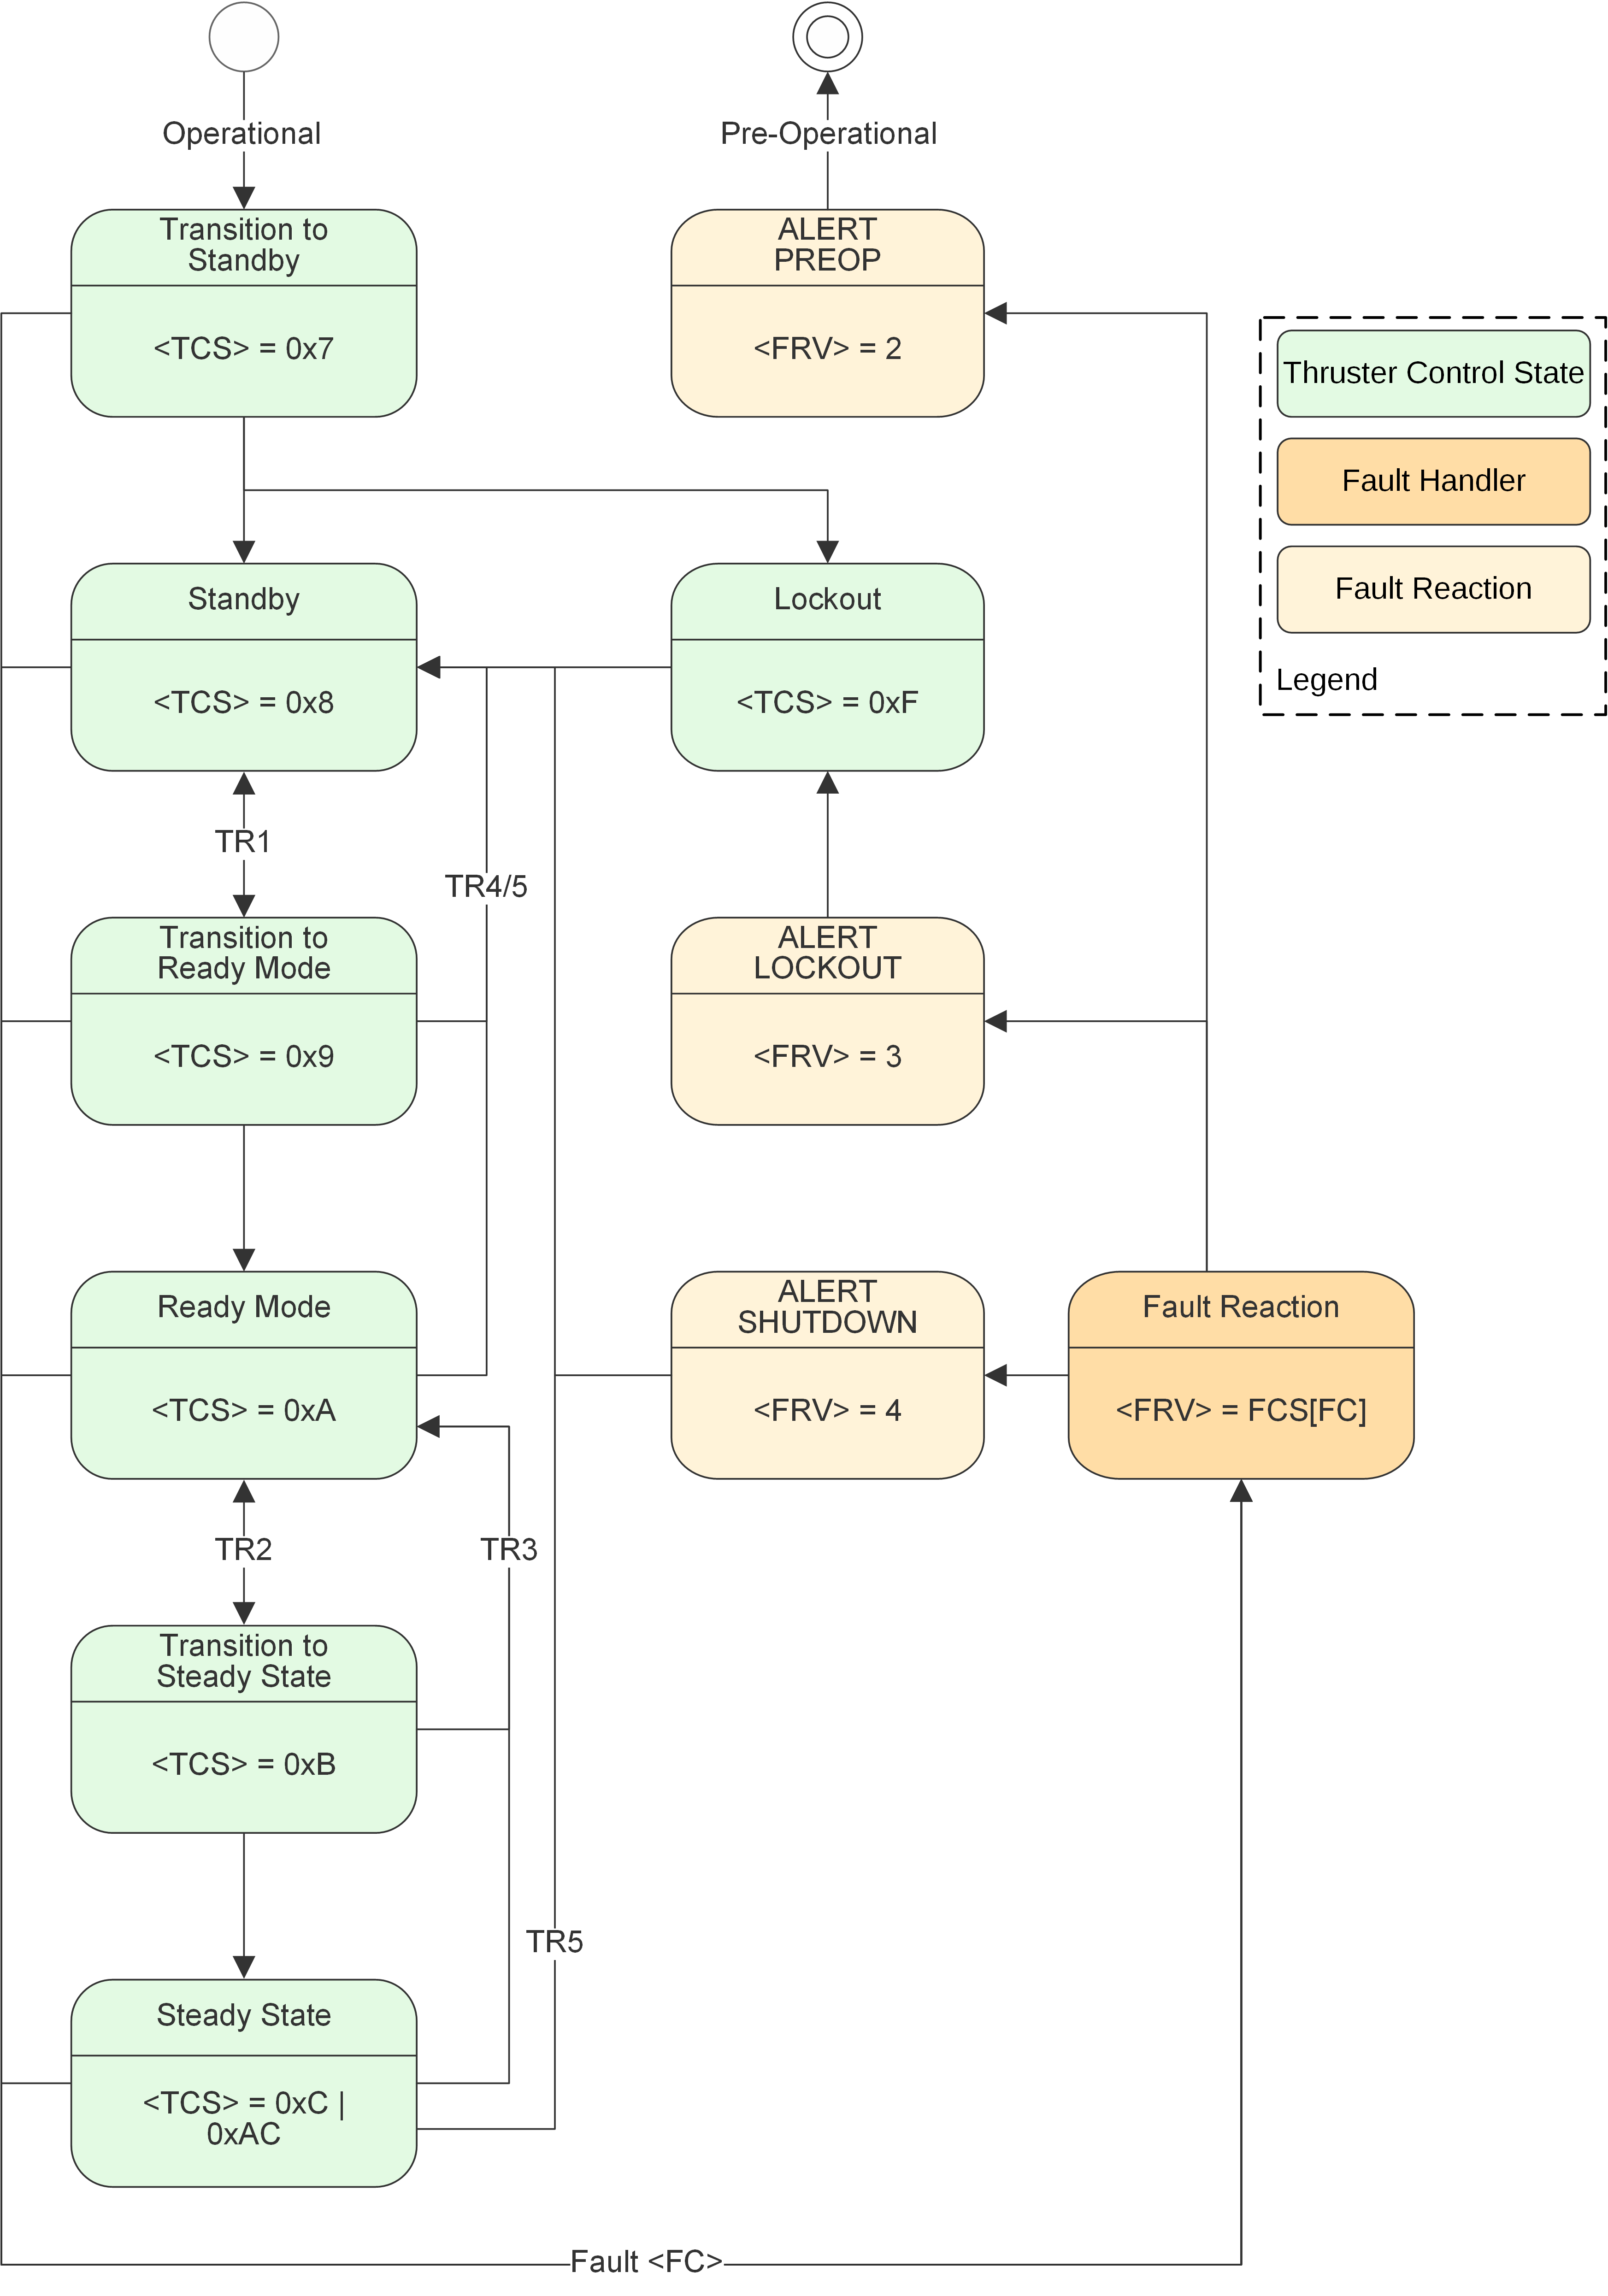 Operational
Pre-Operational
Transition to
Standby
<TCS> = 0x7
ALERT
PREOP
<FRV> = 2
Thruster Control State
Fault Handler
Fault Reaction
Legend
Standby
<TCS> = 0x8
Lockout
<TCS> = 0xF
TR1
TR4/5
Transition to
Ready Mode
<TCS> = 0x9
ALERT
LOCKOUT
<FRV> = 3
Ready Mode
<TCS> = 0xA
ALERT
SHUTDOWN
<FRV> = 4
Fault Reaction
<FRV> = FCS[FC]
TR2
TR3
Transition to
Steady State
<TCS> = 0xB
TR5
Steady State
<TCS> = 0xC |
0xAC
Fault <FC>